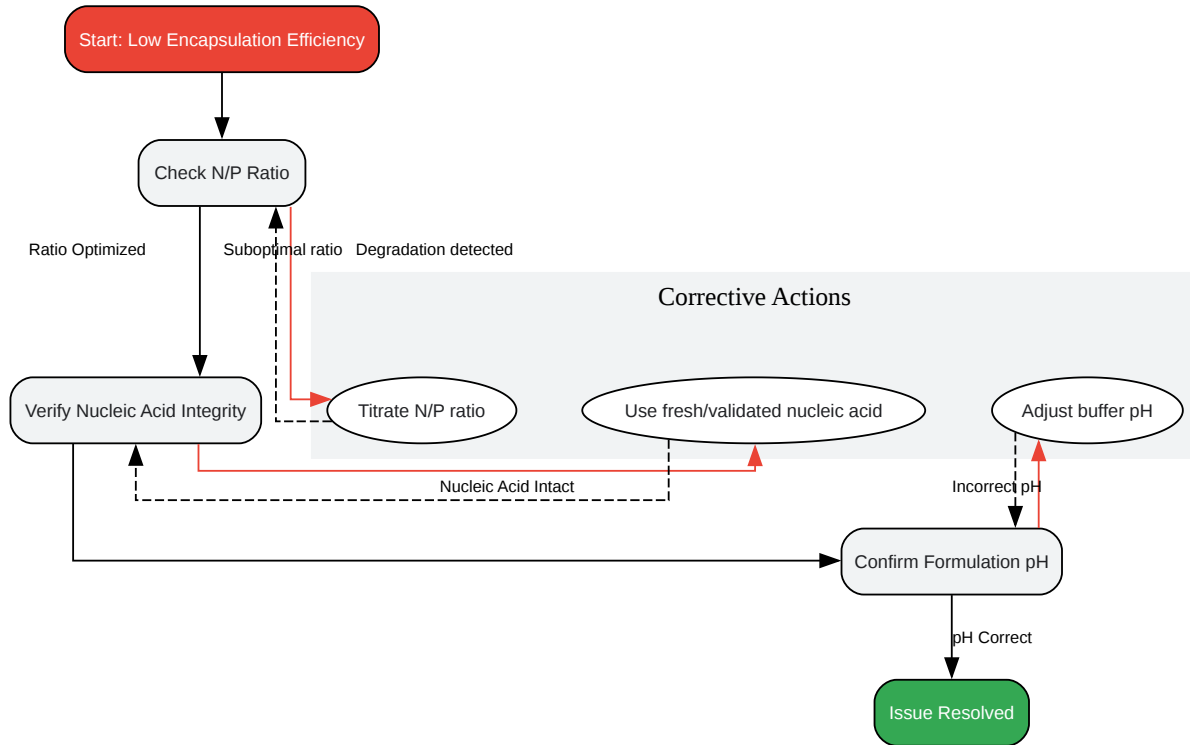 Start: Low Encapsulation Efficiency
Check N/P Ratio
Ratio Optimized
Suboptimal ratio
Degradation detected
Corrective Actions
Verify Nucleic Acid Integrity
Titrate N/P ratio
Use fresh/validated nucleic acid
Adjust buffer pH
Nucleic Acid Intact
Incorrect pH
Confirm Formulation pH
pH Correct
Issue Resolved